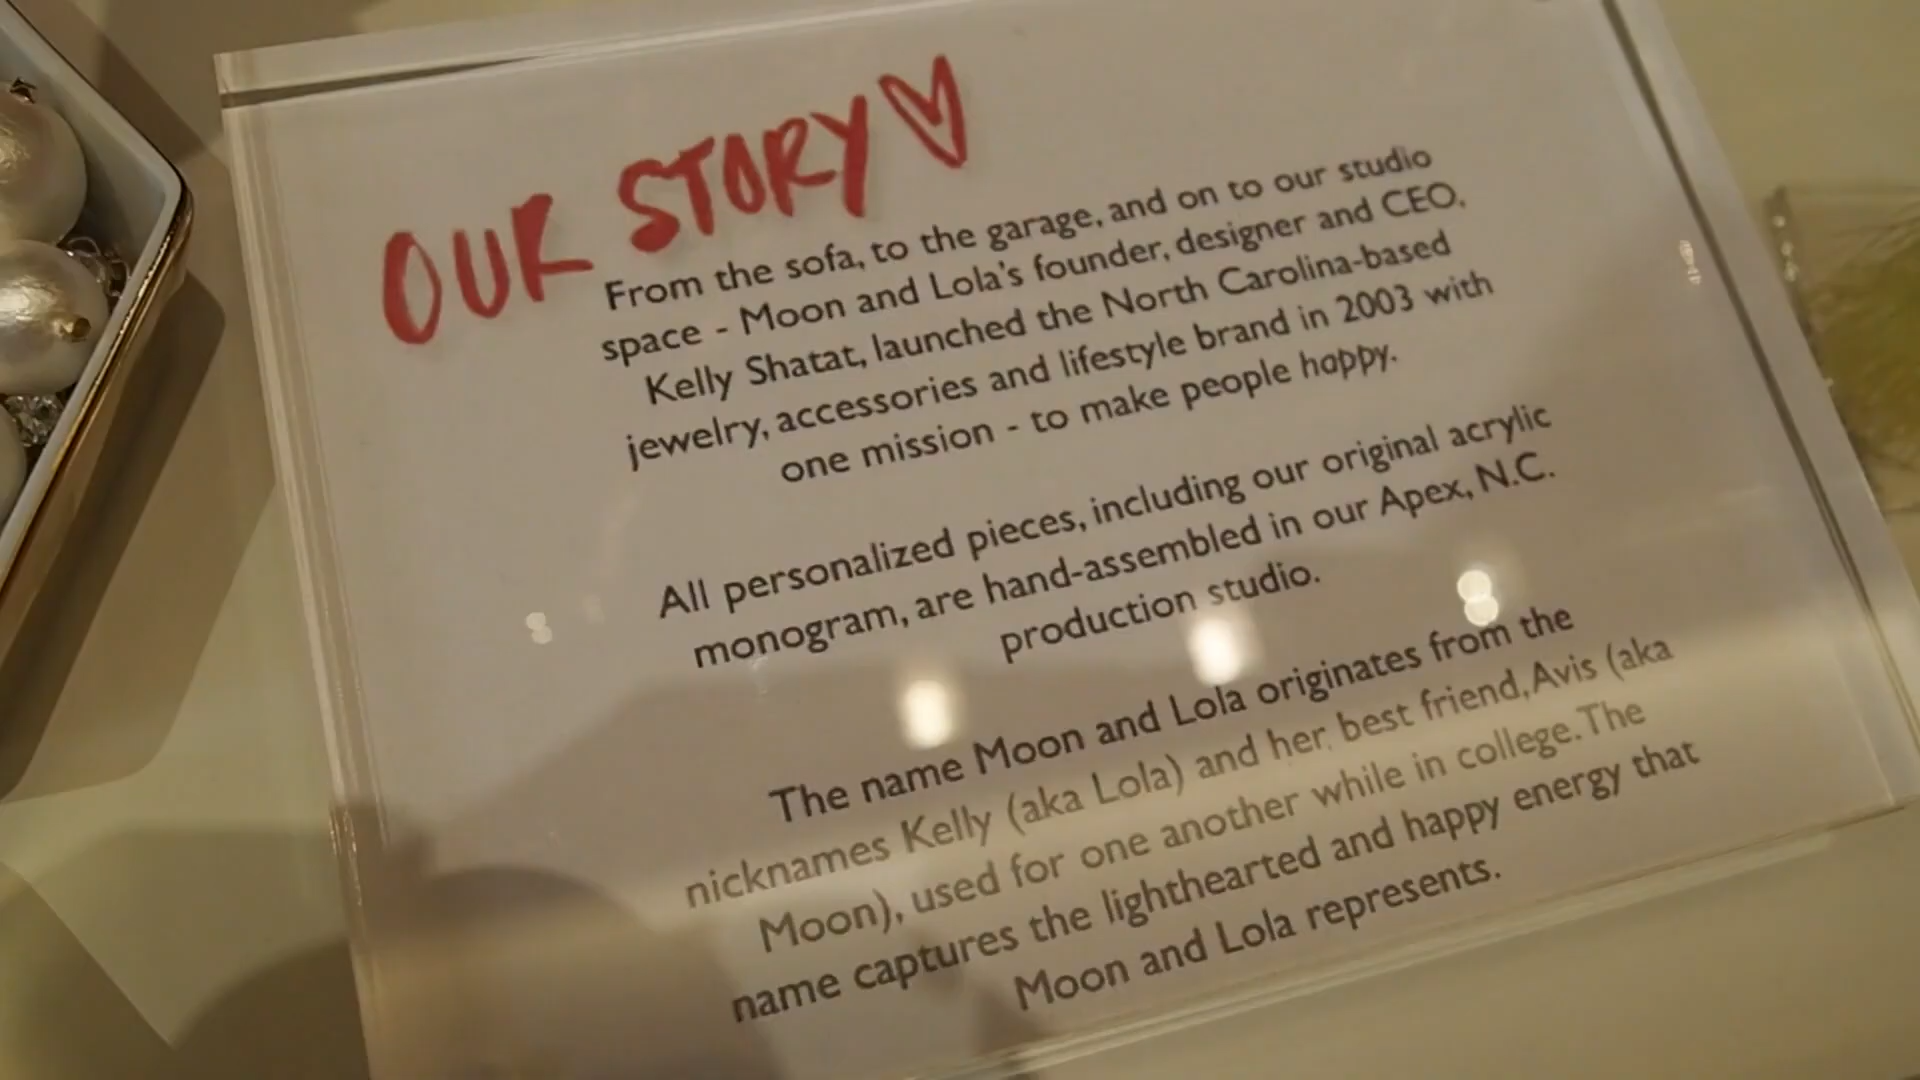 OUR STORY
From the sofa, to the garage, and on to our studio
space - Moon and Lola's founder, designer and CEO,
Kelly Shatat, launched the North Carolina-based
jewelry, accessories and lifestyle brand in 2003 with
one mission - to make people happy.
All personalized pieces, including our original acrylic
monogram, are hand-assembled in our Apex, N.C.
production studio.
The name Moon and Lola originates from the
nicknames Kelly (aka Lola) and her best friend, Avis (aka
Moon), used for one another while in college. The
name captures the lighthearted and happy energy that
Moon and Lola represents.